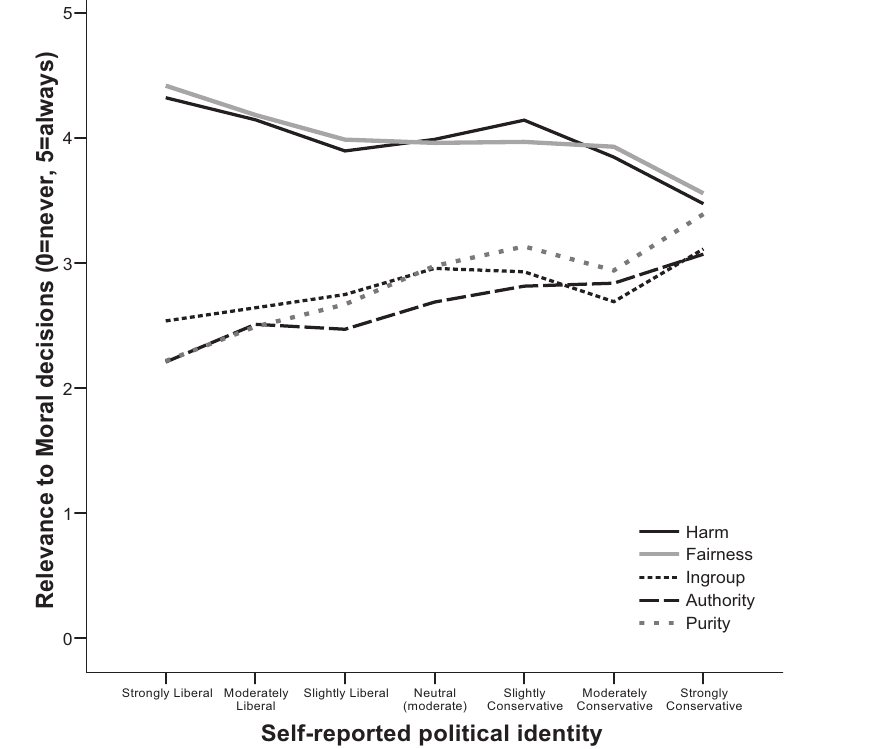 Relevance to Moral decisions (0=never, 5=always)
5
4
3
2
1
0
Harm
Fairness
Ingroup
Authority
Purity
Strongly Liberal
Moderately
Liberal
Slightly Liberal
Neutral
(moderate)
Slightly
Conservative
Moderately
Conservative
Strongly
Conservative
Self-reported political identity